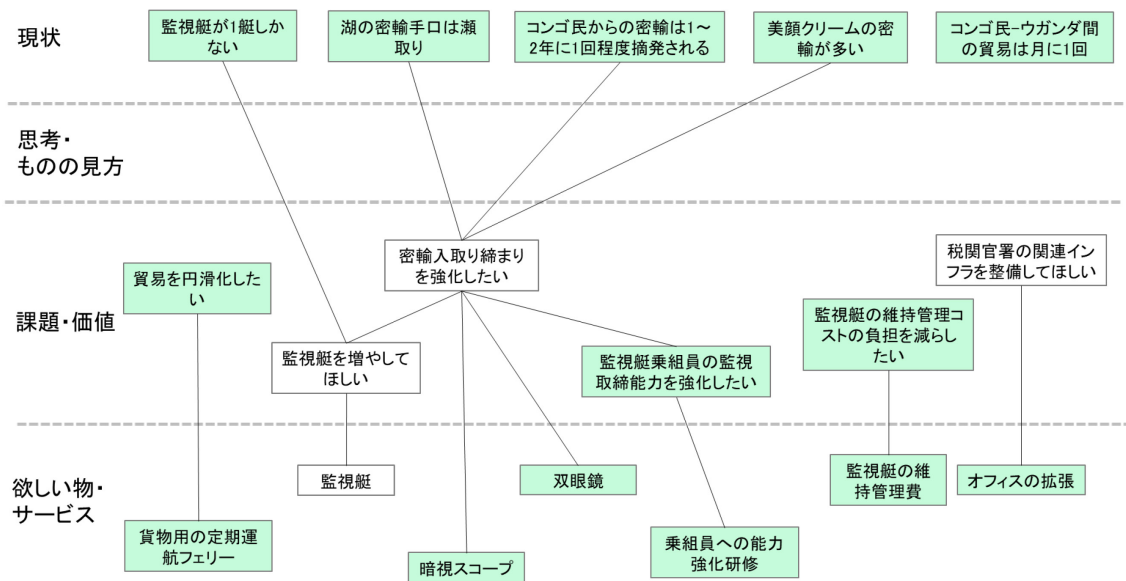 現状
監視艇が1艇しか
ない
湖の密輸手口は瀬
取り
コンゴ民からの密輸は1～
2年に1回程度摘発される
美顔クリームの密
輸が多い
コンゴ民-ウガンダ間
の貿易は月に1回
思考・
ものの見方
課題・価値
貿易を円滑化した
い
密輸入取り締まり
を強化したい
税関官署の関連イン
フラを整備してほしい
監視艇を増やして
ほしい
監視艇乗組員の監視
取締能力を強化したい
監視艇の維持管理コ
ストの負担を減らし
たい
欲しい物・
サービス
監視艇
双眼鏡
監視艇の維
持管理費
オフィスの拡張
貨物用の定期運
航フェリー
暗視スコープ
乗組員への能力
強化研修